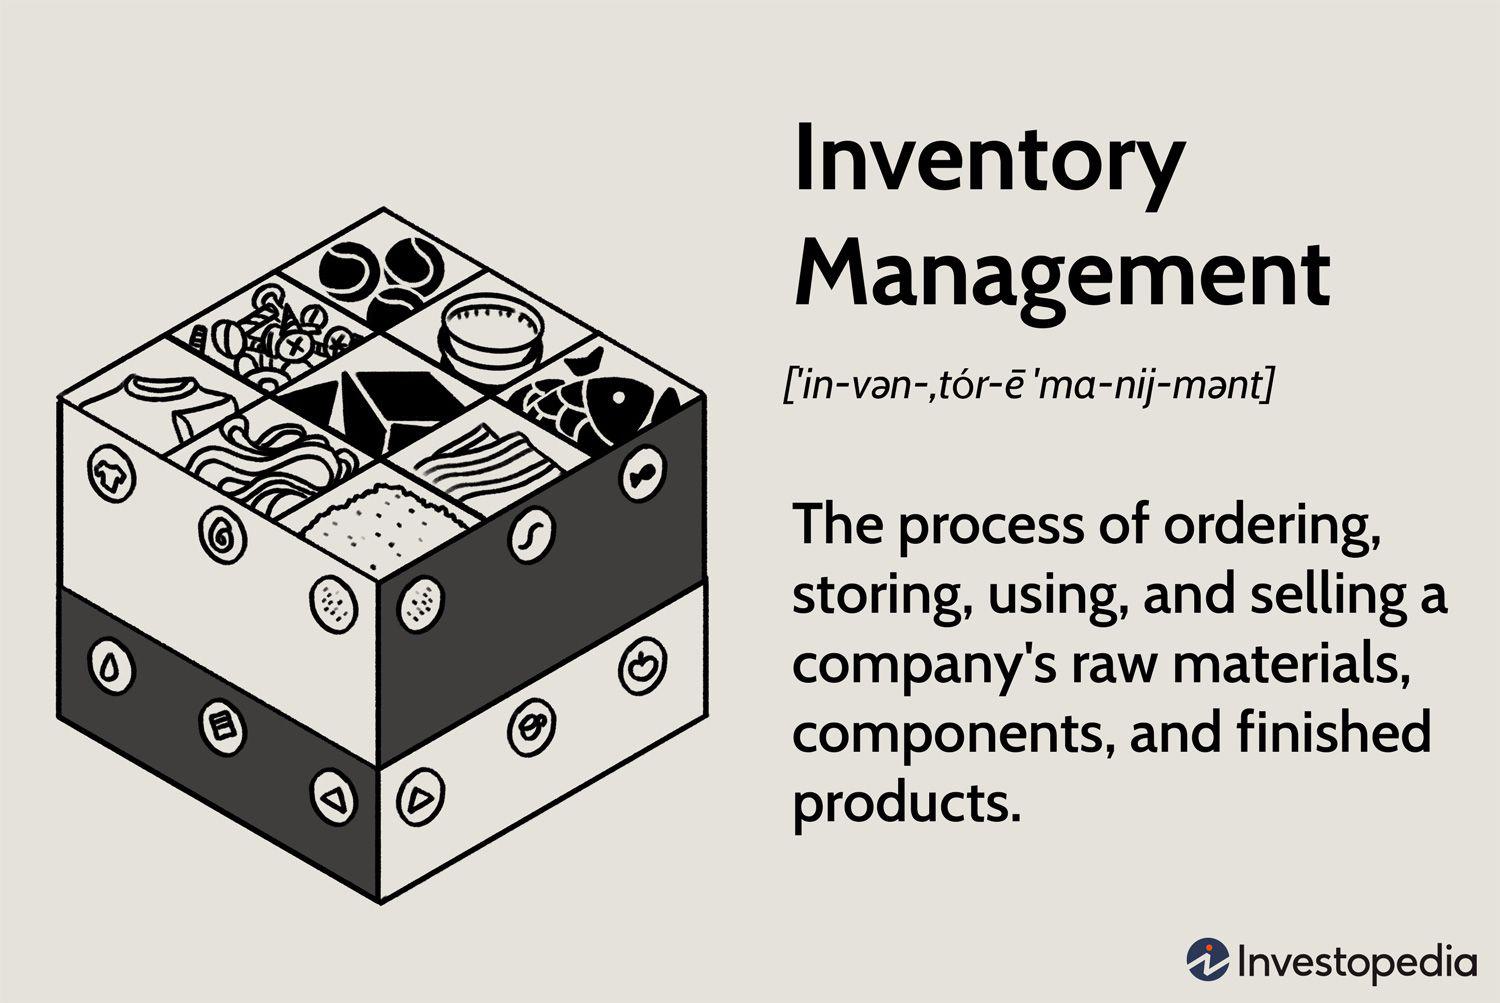 Inventory
Management
['in-vən-,tór-ē 'ma-nij-mənt]
The process of ordering,
storing, using, and selling a
company's raw materials,
components, and finished
products.
Investopedia